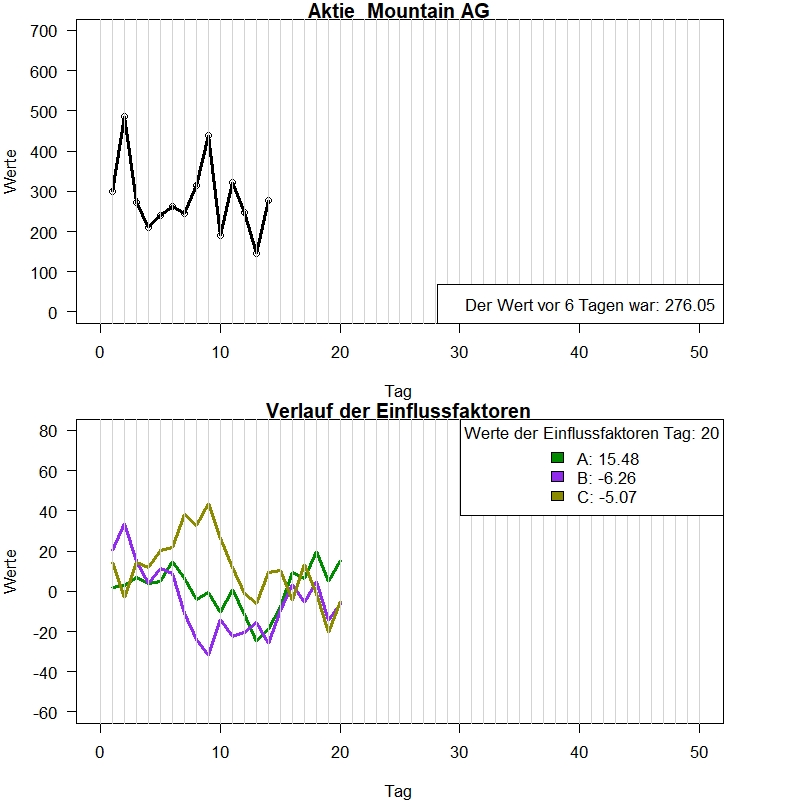 Aktie  Mountain AG
700
600
500
400
300
200
100
0
Werte
Der Wert vor 6 Tagen war: 276.05
0 10 20 30 40 50
Tag
Verlauf der Einflussfaktoren
80
60
40
20
0
-20
-40
-60
Werte
Werte der Einflussfaktoren Tag: 20
A: 15.48
B: -6.26
C: -5.07
0 10 20 30 40 50
Tag